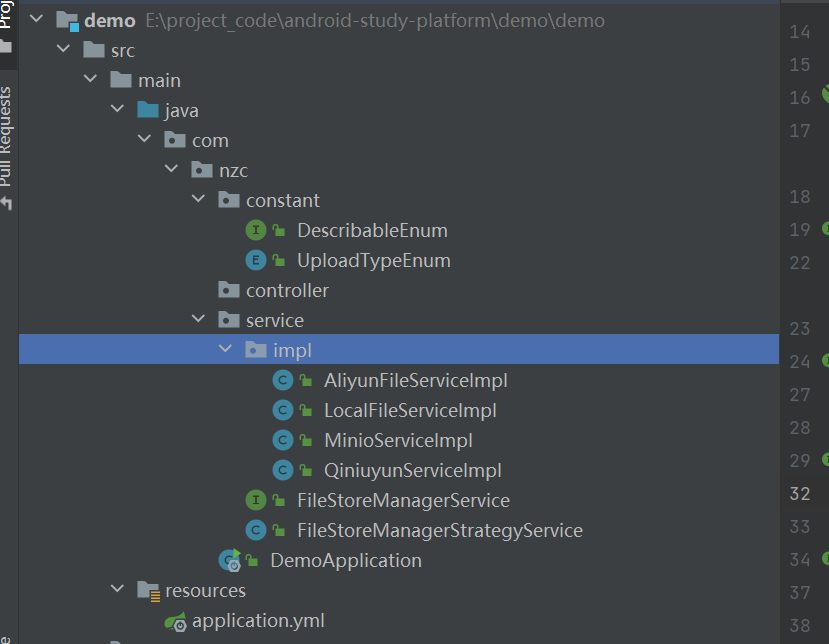 Proj
demo E:\project_code\android-study-platform\demo\demo
src
main
java
com
nzc
constant
I DescribableEnum
E UploadTypeEnum
controller
service
impl
C AliyunFileServiceImpl
C LocalFileServiceImpl
C MinioServiceImpl
C QiniuyunServiceImpl
I FileStoreManagerService
C FileStoreManagerStrategyService
DemoApplication
resources
application.yml
Pull Requests
14
15
16
17
18
19
22
23
24
27
28
29
32
33
34
37
38